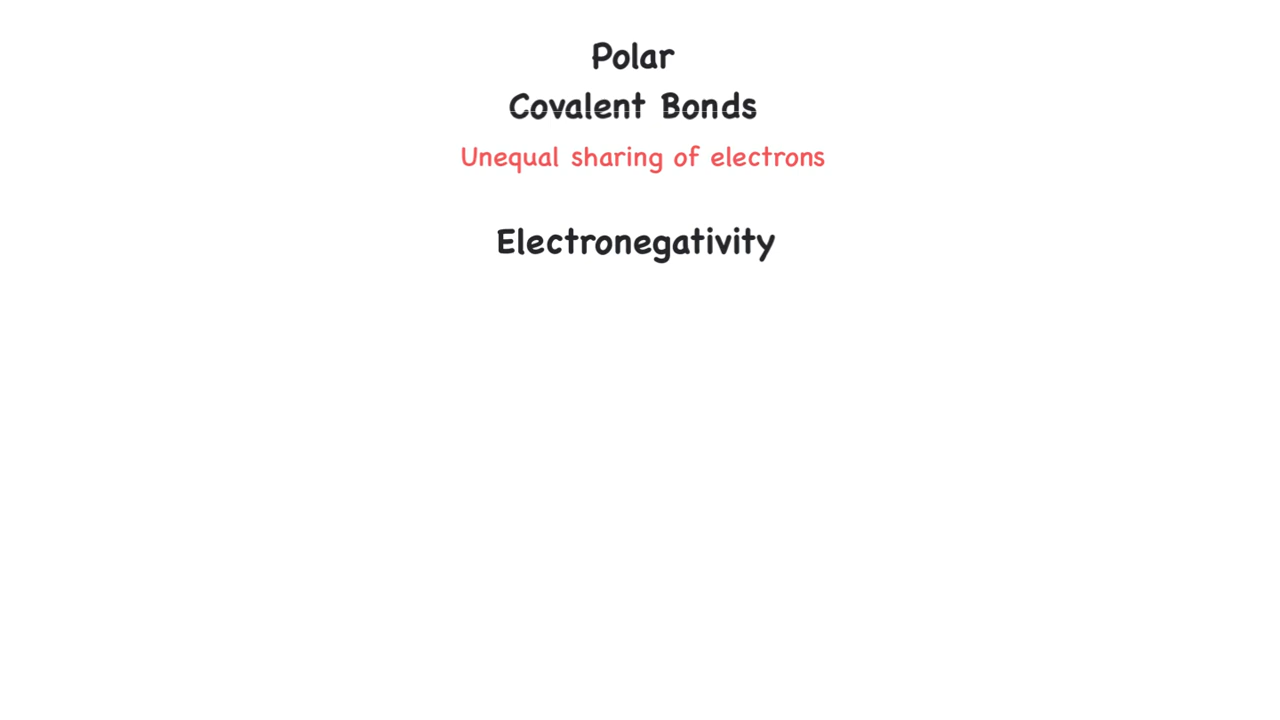 Polar
Covalent Bonds
Unequal sharing of electrons
Electronegativity